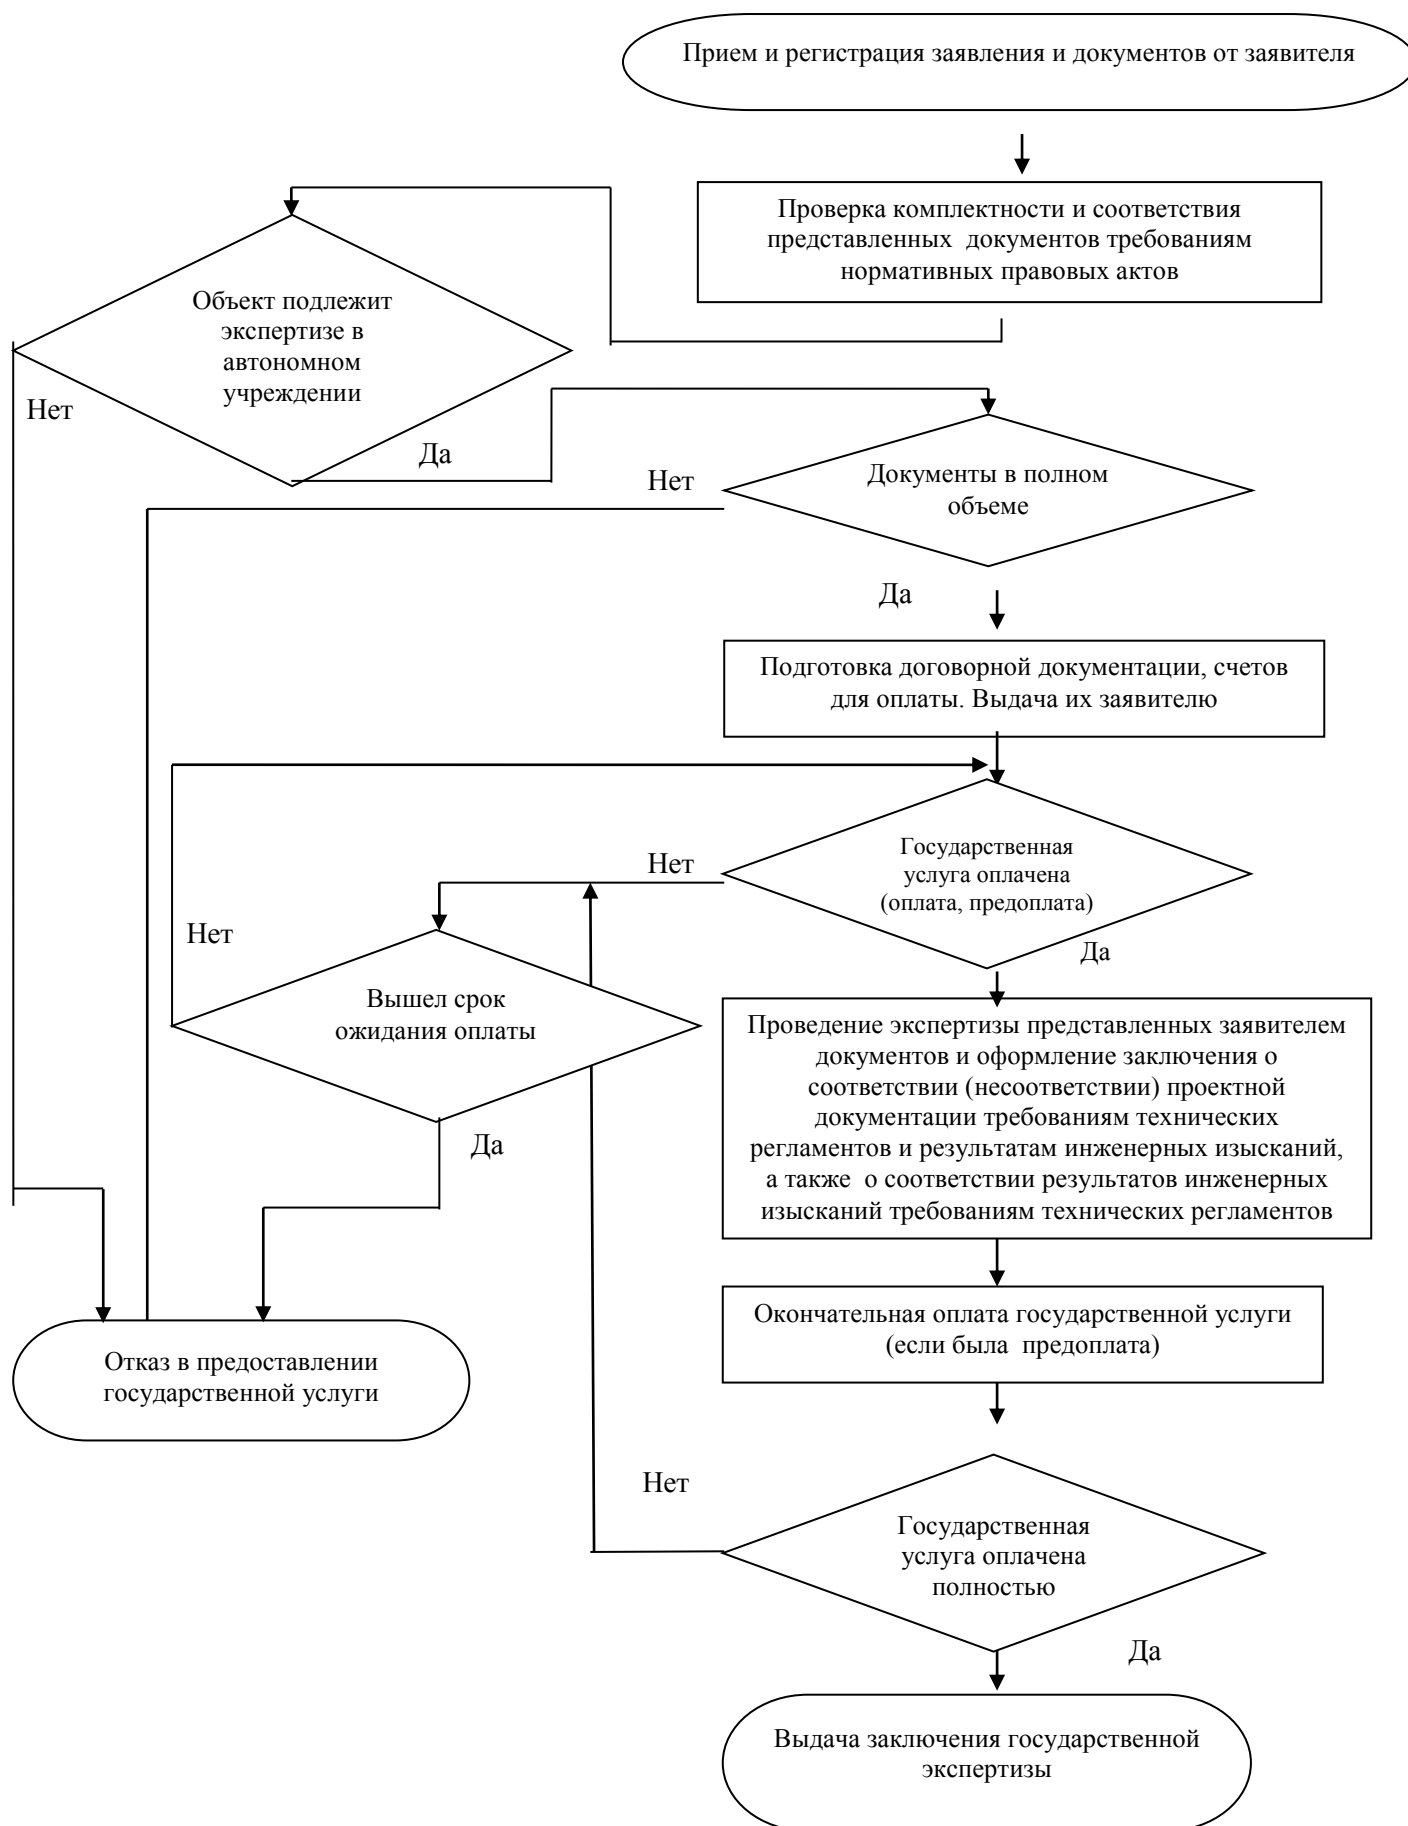 Прием и регистрация заявления и документов от заявителя
Проверка комплектности и соответствия
представленных  документов требованиям
нормативных правовых актов
Объект подлежит
экспертизе в
автономном
учреждении
Нет
Да
Нет
Документы в полном
объеме
Да
Подготовка договорной документации, счетов
для оплаты. Выдача их заявителю
Государственная
услуга оплачена
(оплата, предоплата)
Нет
Да
Нет
Вышел срок
ожидания оплаты
Да
Проведение экспертизы представленных заявителем
документов и оформление заключения о
соответствии (несоответствии) проектной
документации требованиям технических
регламентов и результатам инженерных изысканий,
а также  о соответствии результатов инженерных
изысканий требованиям технических регламентов
Окончательная оплата государственной услуги
(если была  предоплата)
Отказ в предоставлении
государственной услуги
Нет
Государственная
услуга оплачена
полностью
Да
Выдача заключения государственной
экспертизы